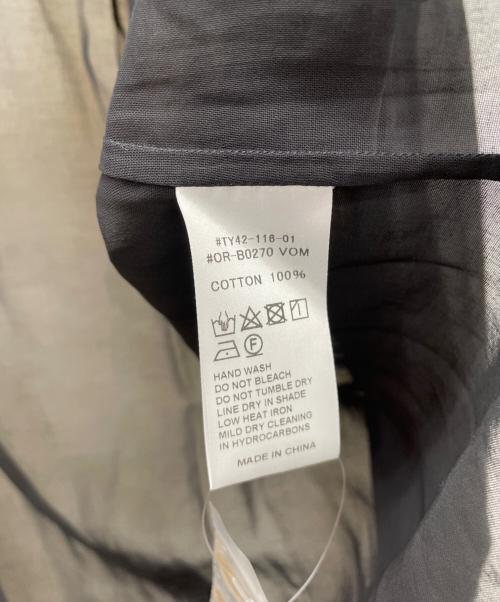 #TY42-116-01
#OR-B0270 VOM
COTTON 100%
HAND WASH
DO NOT BLEACH
DO NOT TUMBLE DRY
LINE DRY IN SHADE
LOW HEAT IRON
MILD DRY CLEANING
IN HYDROCARBONS
MADE IN CHINA